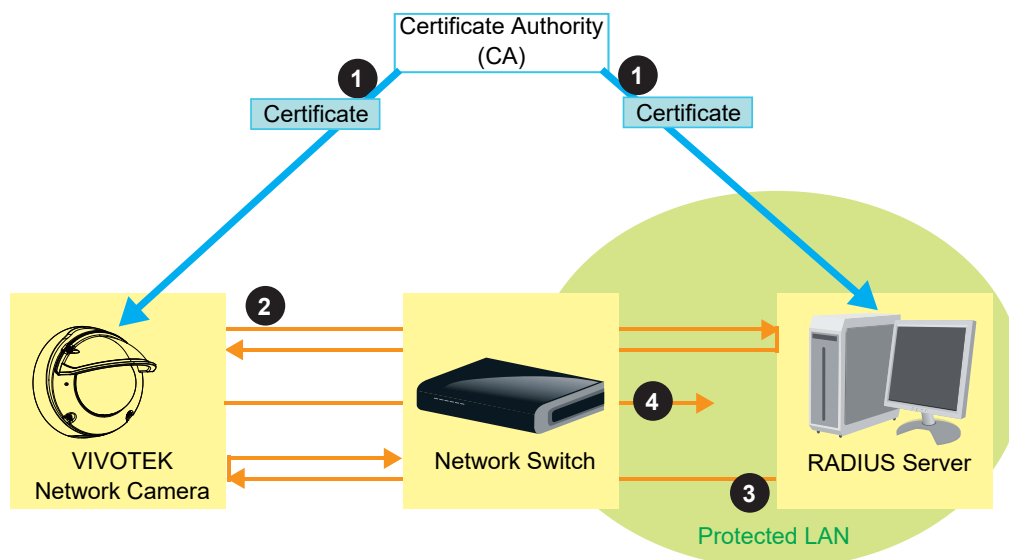 Certificate Authority
(CA)
1
1
Certificate
Certificate
2
4
VIVOTEK
Network Camera
Network Switch
RADIUS Server
3
Protected LAN